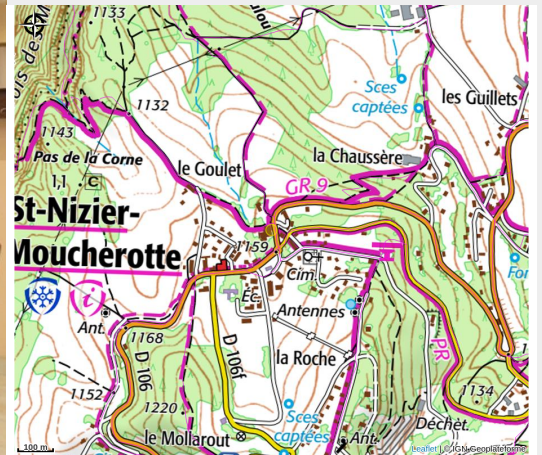 1133
Sces
captées
les Guillets
1132
1143
Pas de la Corne
la Chaussère
le Goulet
GR 9
C
St-Nizier-
Moucherotte
1159
Cim.
Éc.
Ant.
Antennes
1168
D 106
D 106f
la Roche
PR
1152
1220
1134
Déchet.
le Mollarout
Sces
captées
Ant.
100 m
Leaflet | © IGN-Geoplateforme